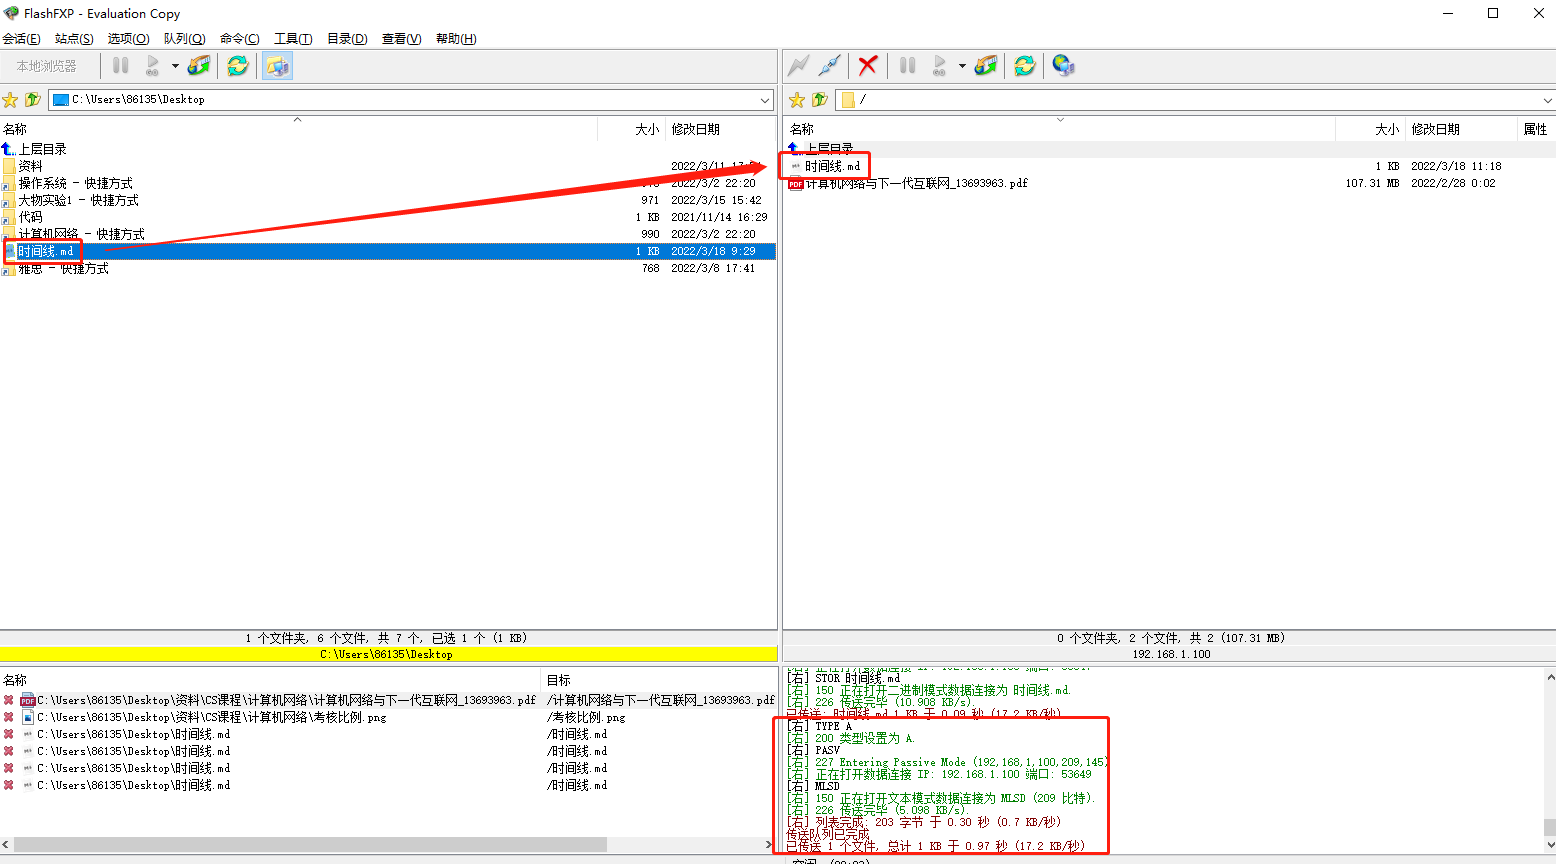 FlashFXP - Evaluation Copy
会话(E) 站点(S) 选项(O) 队列(Q) 命令(C) 工具(T) 目录(D) 查看(V) 帮助(H)
本地浏览器
C:\Users\86135\Desktop
名称 大小 修改日期
上层目录
资料 2022/3/11
操作系统 - 快捷方式 2022/3/2 22:20
大物实验1 - 快捷方式 971 2022/3/15 15:42
代码 1 KB 2021/11/14 16:29
计算机网络 - 快捷方式 990 2022/3/2 22:20
时间线.md 1 KB 2022/3/18 9:29
雅思 - 快捷方式 768 2022/3/8 17:41
1 个文件夹, 6 个文件, 共 7 个, 已选 1 个 (1 KB)
C:\Users\86135\Desktop
/
名称 大小 修改日期 属性
上层目录
时间线.md 1 KB 2022/3/18 11:18
计算机网络与下一代互联网_13693963.pdf 107.31 MB 2022/2/28 0:02
0 个文件夹, 2 个文件, 共 2 (107.31 MB)
192.168.1.100
名称 目标
C:\Users\86135\Desktop\资料\CS课程\计算机网络\计算机网络与下一代互联网_13693963.pdf /计算机网络与下一代互联网_13693963.pdf
C:\Users\86135\Desktop\资料\CS课程\计算机网络\考核比例.png /考核比例.png
C:\Users\86135\Desktop\时间线.md /时间线.md
C:\Users\86135\Desktop\时间线.md /时间线.md
C:\Users\86135\Desktop\时间线.md /时间线.md
C:\Users\86135\Desktop\时间线.md /时间线.md
[右] 正在打开数据连接 IP: 192.168.1.100 端口:
[右] STOR 时间线.md
[右] 150 正在打开二进制模式数据连接为 时间线.md.
[右] 226 传送完毕 (10.908 KB/s).
已传送: 时间线.md 1 KB 于 0.09 秒 (17.2 KB/秒)
[右] TYPE A
[右] 200 类型设置为 A.
[右] PASV
[右] 227 Entering Passive Mode (192,168,1,100,209,145)
[右] 正在打开数据连接 IP: 192.168.1.100 端口: 53649
[右] MLSD
[右] 150 正在打开文本模式数据连接为 MLSD (209 比特).
[右] 226 传送完毕 (5.098 KB/s).
[右] 列表完成: 203 字节 于 0.30 秒 (0.7 KB/秒)
传送队列已完成
已传送 1 个文件, 总计 1 KB 于 0.97 秒 (17.2 KB/秒)